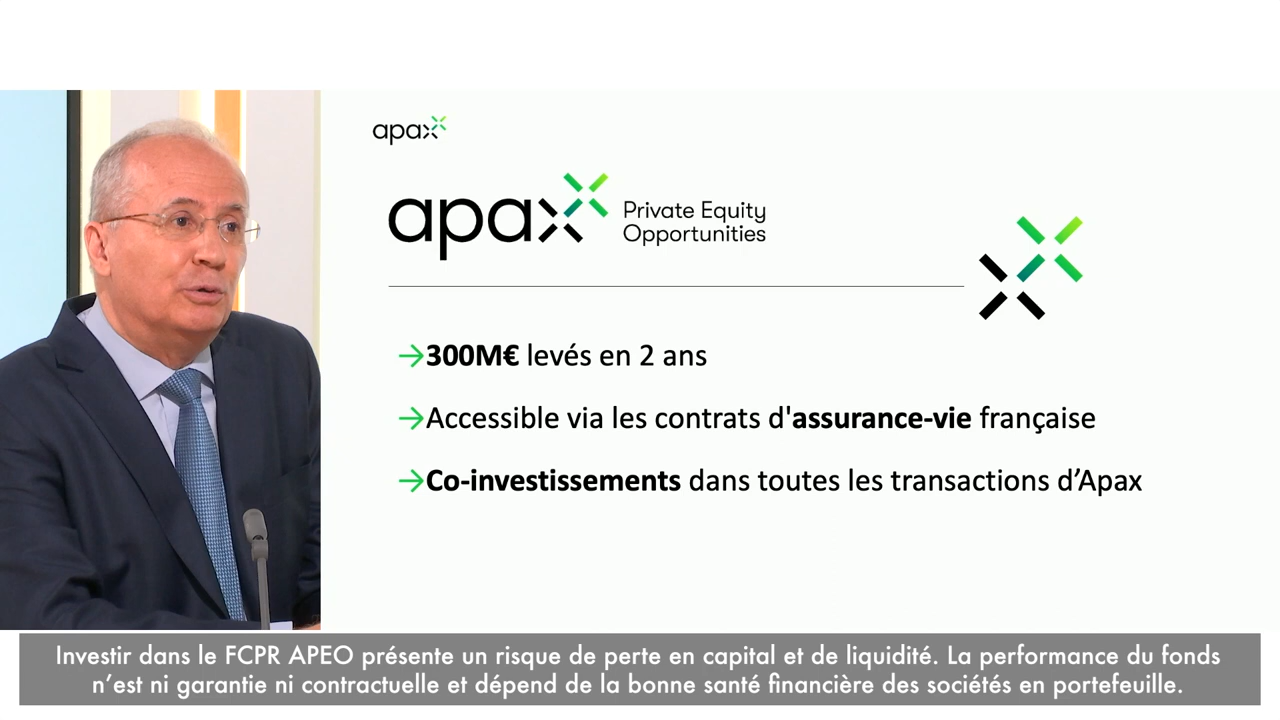 apax
apax Private Equity
Opportunities
→300M€ levés en 2 ans
→Accessible via les contrats d'assurance-vie française
→Co-investissements dans toutes les transactions d’Apax
Investir dans le FCPR APEO présente un risque de perte en capital et de liquidité. La performance du fonds
n’est ni garantie ni contractuelle et dépend de la bonne santé financière des sociétés en portefeuille.